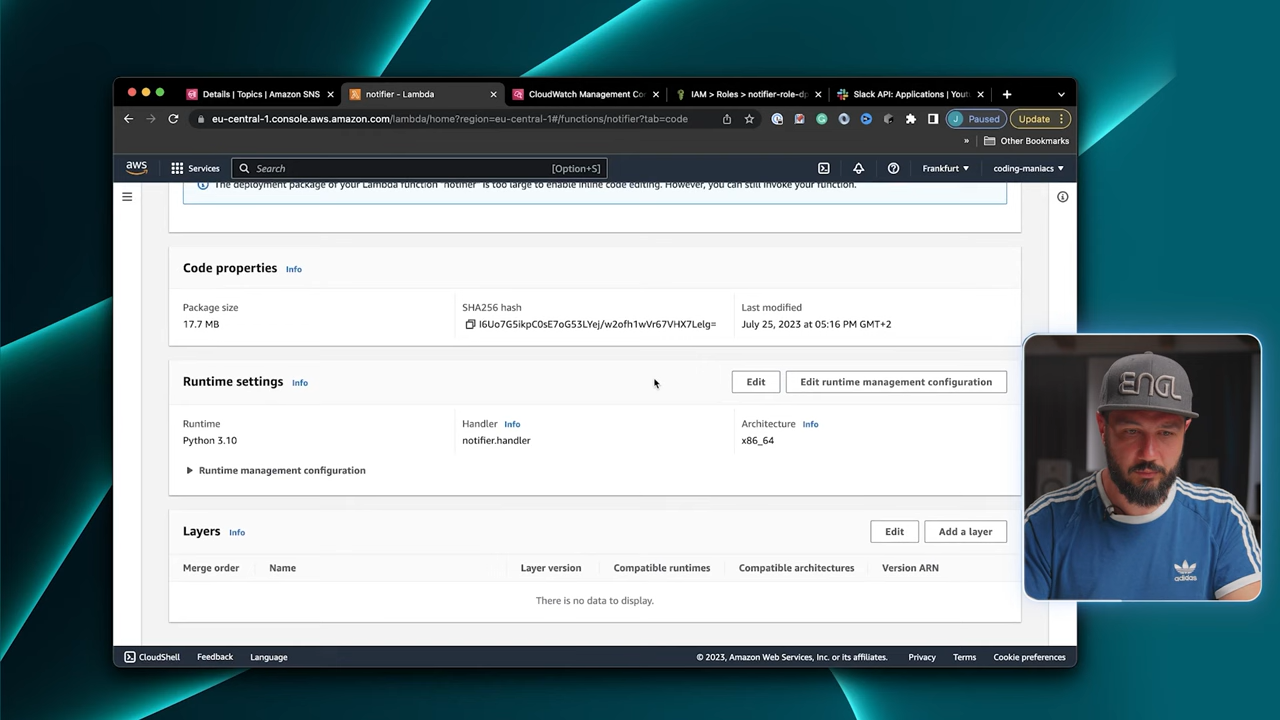 Details | Topics | Amazon SNS
notifier - Lambda
CloudWatch Management Co
IAM > Roles > notifier-role-dp
Slack API: Applications | Yout
eu-central-1.console.aws.amazon.com/lambda/home?region=eu-central-1#/functions/notifier?tab=code
J Paused
Update
» Other Bookmarks
aws
Services
Search
[Option+S]
Frankfurt
coding-maniacs
The deployment package of your Lambda function "notifier" is too large to enable inline code editing. However, you can still invoke your function.
Code properties Info
Package size
SHA256 hash
Last modified
17.7 MB
l6Uo7G5ikpC0sE7oG53LYej/w2ofh1wVr67VHX7Lelg=
July 25, 2023 at 05:16 PM GMT+2
Runtime settings Info
Edit
Edit runtime management configuration
Runtime
Handler Info
Architecture Info
Python 3.10
notifier.handler
x86_64
Runtime management configuration
Layers Info
Edit
Add a layer
Merge order
Name
Layer version
Compatible runtimes
Compatible architectures
Version ARN
There is no data to display.
CloudShell
Feedback
Language
© 2023, Amazon Web Services, Inc. or its affiliates.
Privacy
Terms
Cookie preferences
ENGL
adidas